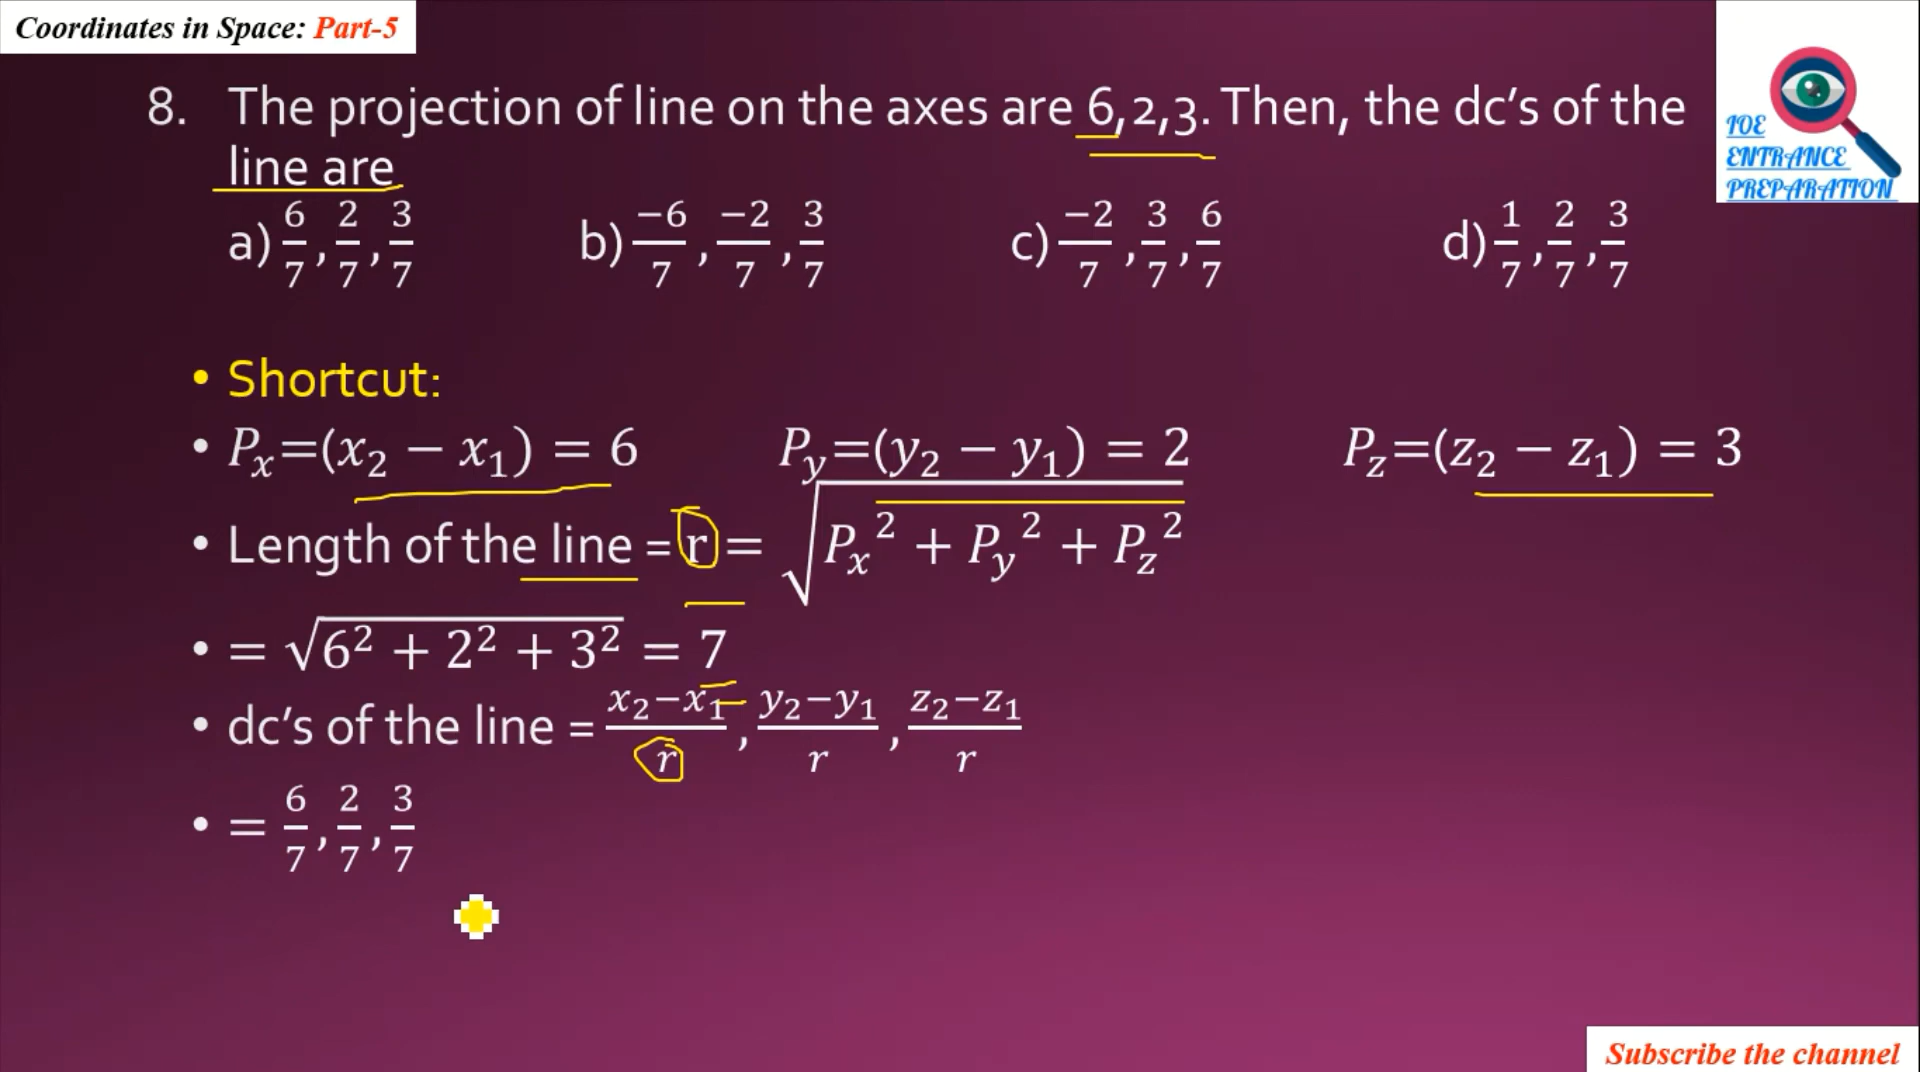 Coordinates in Space: Part-5
IOE
ENTRANCE
PREPARATION
8. The projection of line on the axes are 6,2,3. Then, the dc's of the
line are
a) 6/7, 2/7, 3/7 b) −6/7, −2/7, 3/7 c) −2/7, 3/7, 6/7 d) 1/7, 2/7, 3/7
• Shortcut:
• Pₓ=(x₂ − x₁) = 6 P_y=(y₂ − y₁) = 2 P_z=(z₂ − z₁) = 3
• Length of the line = r = √(Pₓ² + P_y² + P_z²)
• = √(6² + 2² + 3²) = 7
• dc's of the line = (x₂−x₁)/r, (y₂−y₁)/r, (z₂−z₁)/r
• = 6/7, 2/7, 3/7
Subscribe the channel